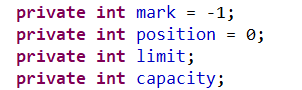 private int mark = -1;
private int position = 0;
private int limit;
private int capacity;